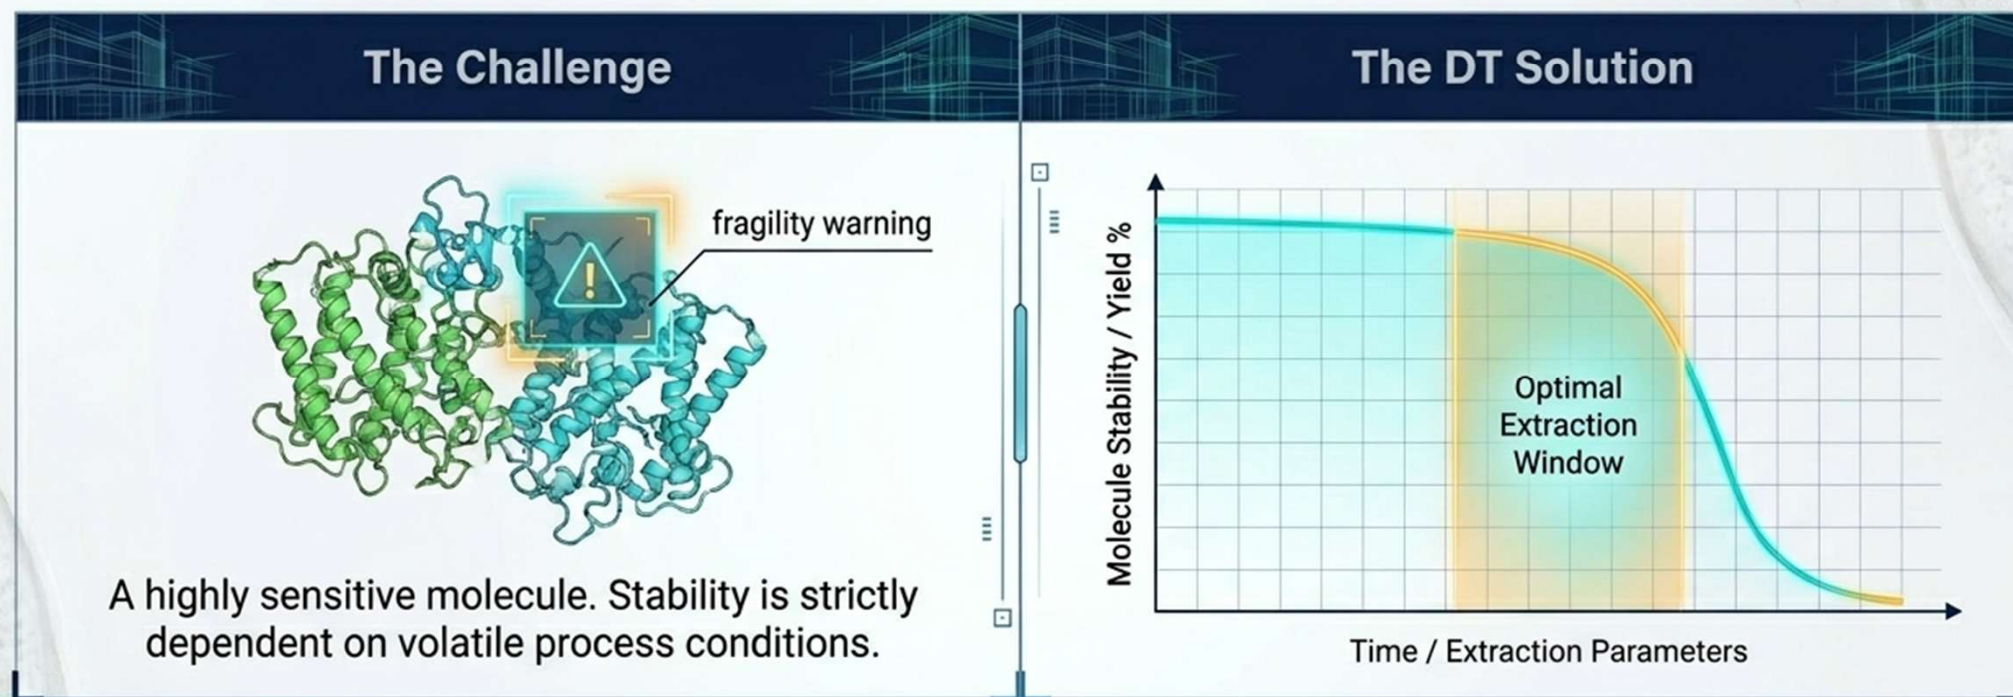 The Challenge
fragility warning
A highly sensitive molecule. Stability is strictly
dependent on volatile process conditions.
The DT Solution
Molecule Stability / Yield %
Optimal
Extraction
Window
Time / Extraction Parameters